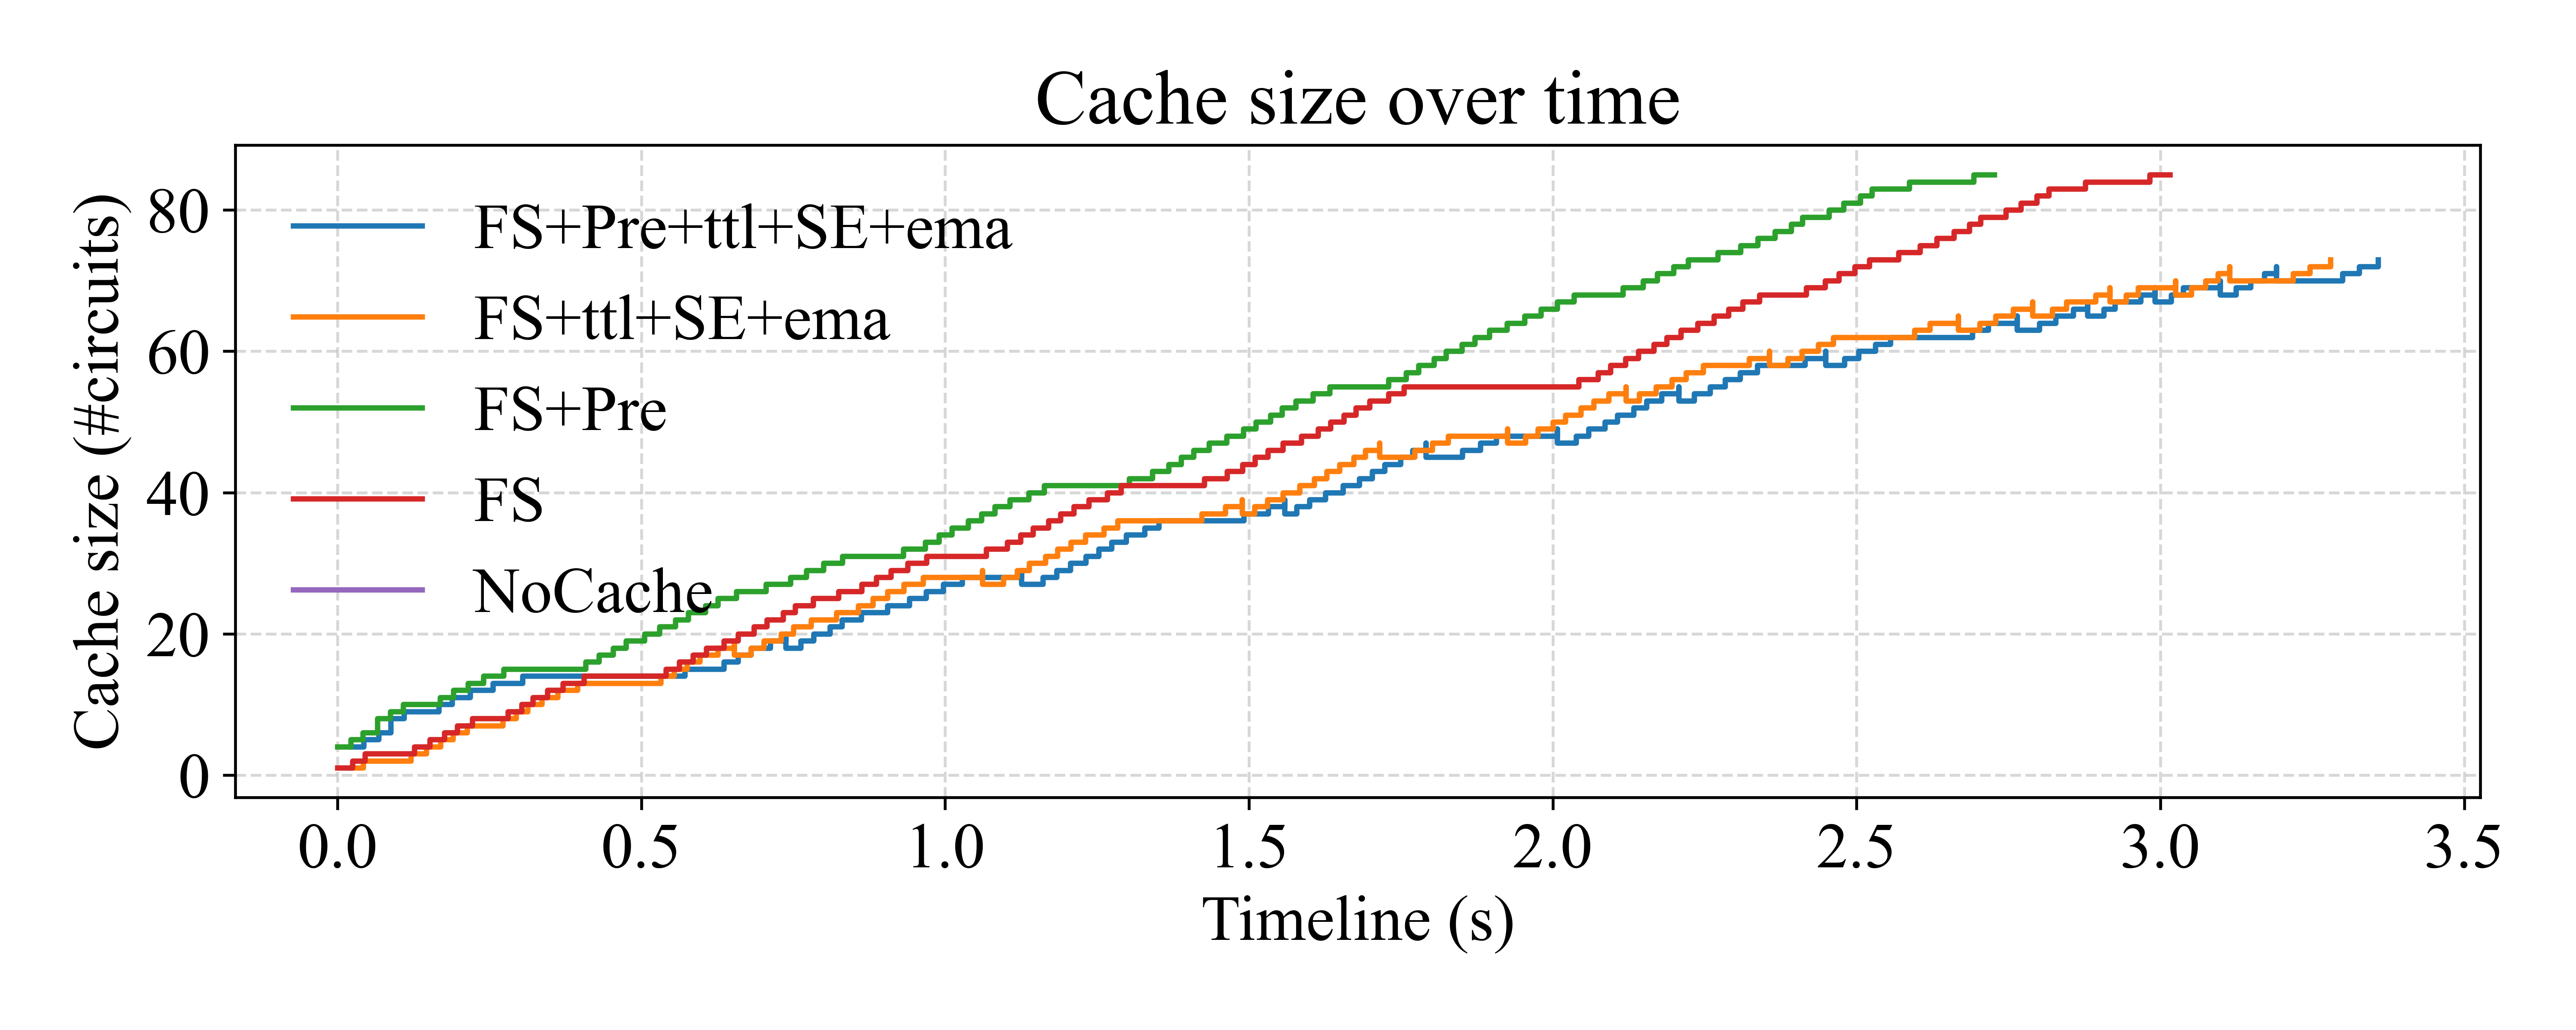 Cache size over time
Cache size (#circuits)
80
60
40
20
0
FS+Pre+ttl+SE+ema
FS+ttl+SE+ema
FS+Pre
FS
NoCache
0.0 0.5 1.0 1.5 2.0 2.5 3.0 3.5
Timeline (s)